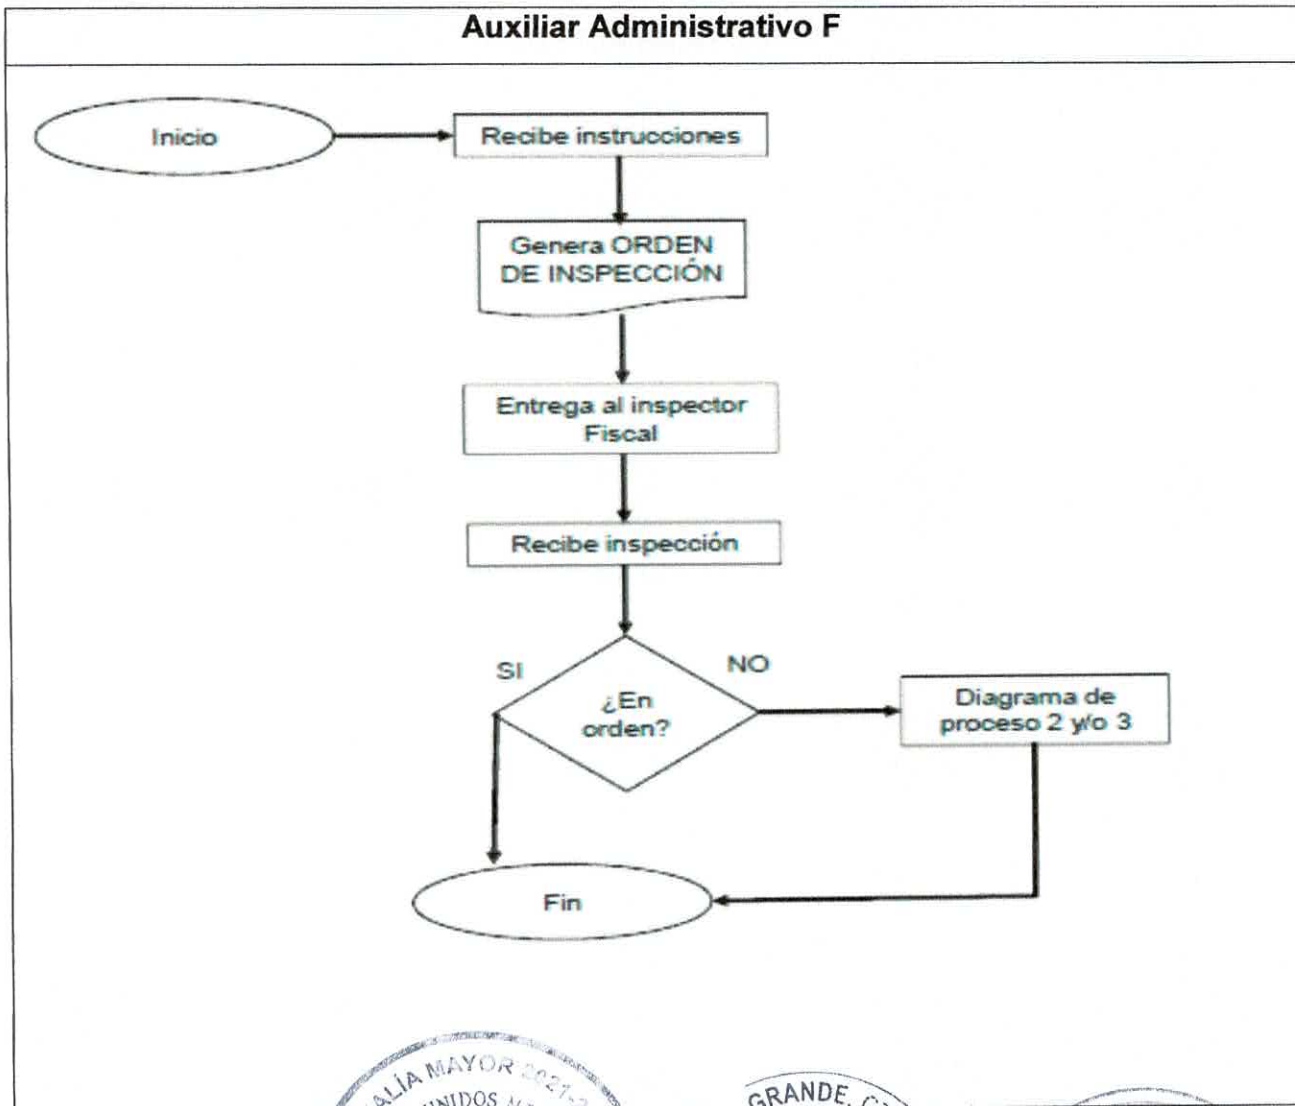 Auxiliar Administrativo F
Inicio
Recibe instrucciones
Genera ORDEN
DE INSPECCIÓN
Entrega al inspector
Fiscal
Recibe inspección
SI
NO
¿En
orden?
Diagrama de
proceso 2 y/o 3
Fin
MAYOR
GRANDE,